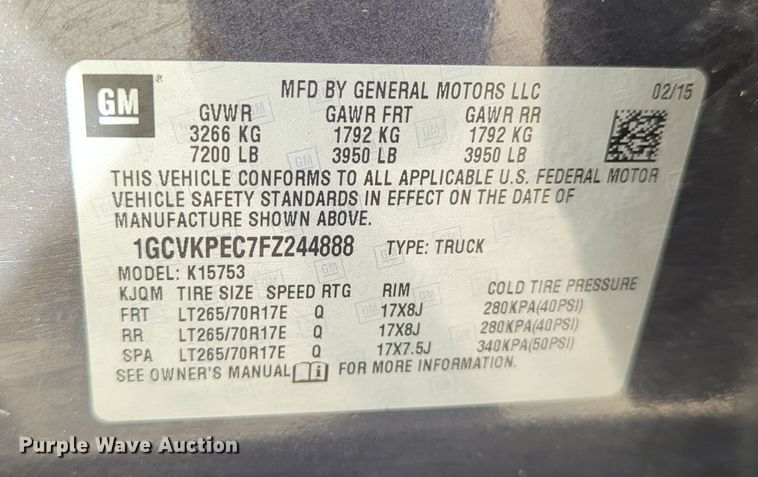 GM ® MFD BY GENERAL MOTORS LLC 02/15
GVWR GAWR FRT GAWR RR
3266 KG 1792 KG 1792 KG
7200 LB 3950 LB 3950 LB
THIS VEHICLE CONFORMS TO ALL APPLICABLE U.S. FEDERAL MOTOR
VEHICLE SAFETY STANDARDS IN EFFECT ON THE DATE OF
MANUFACTURE SHOWN ABOVE.
1GCVKPEC7FZ244888 TYPE: TRUCK
MODEL: K15753
KJQM TIRE SIZE SPEED RTG RIM COLD TIRE PRESSURE
FRT LT265/70R17E Q 17X8J 280KPA(40PSI)
RR LT265/70R17E Q 17X8J 280KPA(40PSI)
SPA LT265/70R17E Q 17X7.5J 340KPA(50PSI)
SEE OWNER'S MANUAL i FOR MORE INFORMATION.
Purple Wave Auction